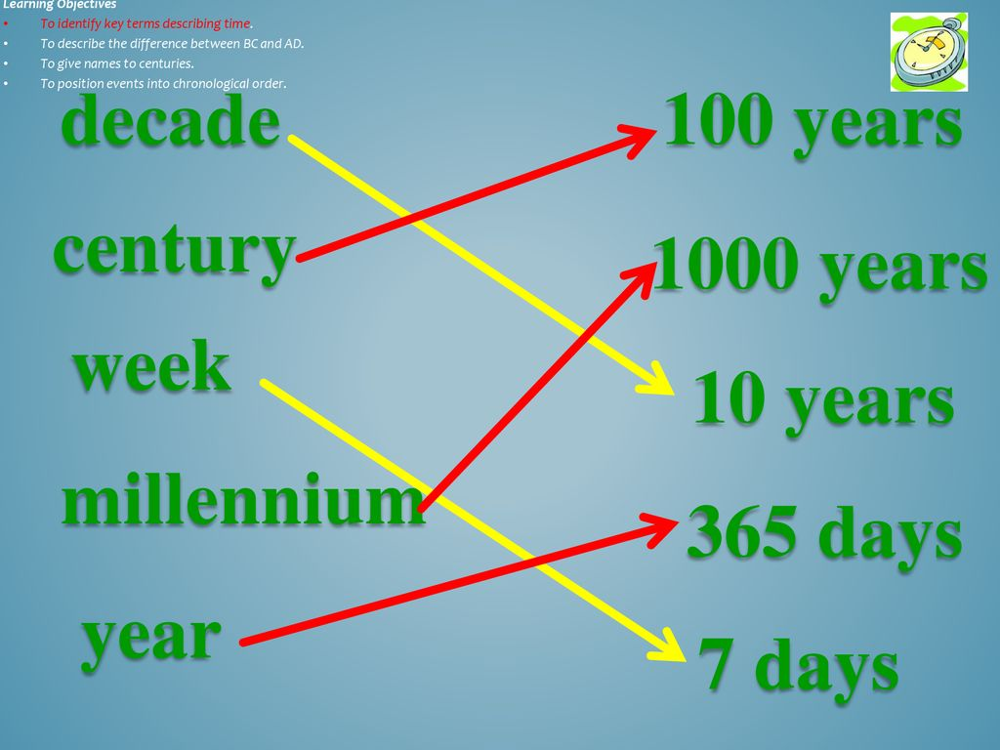 Learning Objectives
• To identify key terms describing time.
• To describe the difference between BC and AD.
• To give names to centuries.
• To position events into chronological order.
decade
100 years
century
1000 years
week
10 years
millennium
365 days
year
7 days